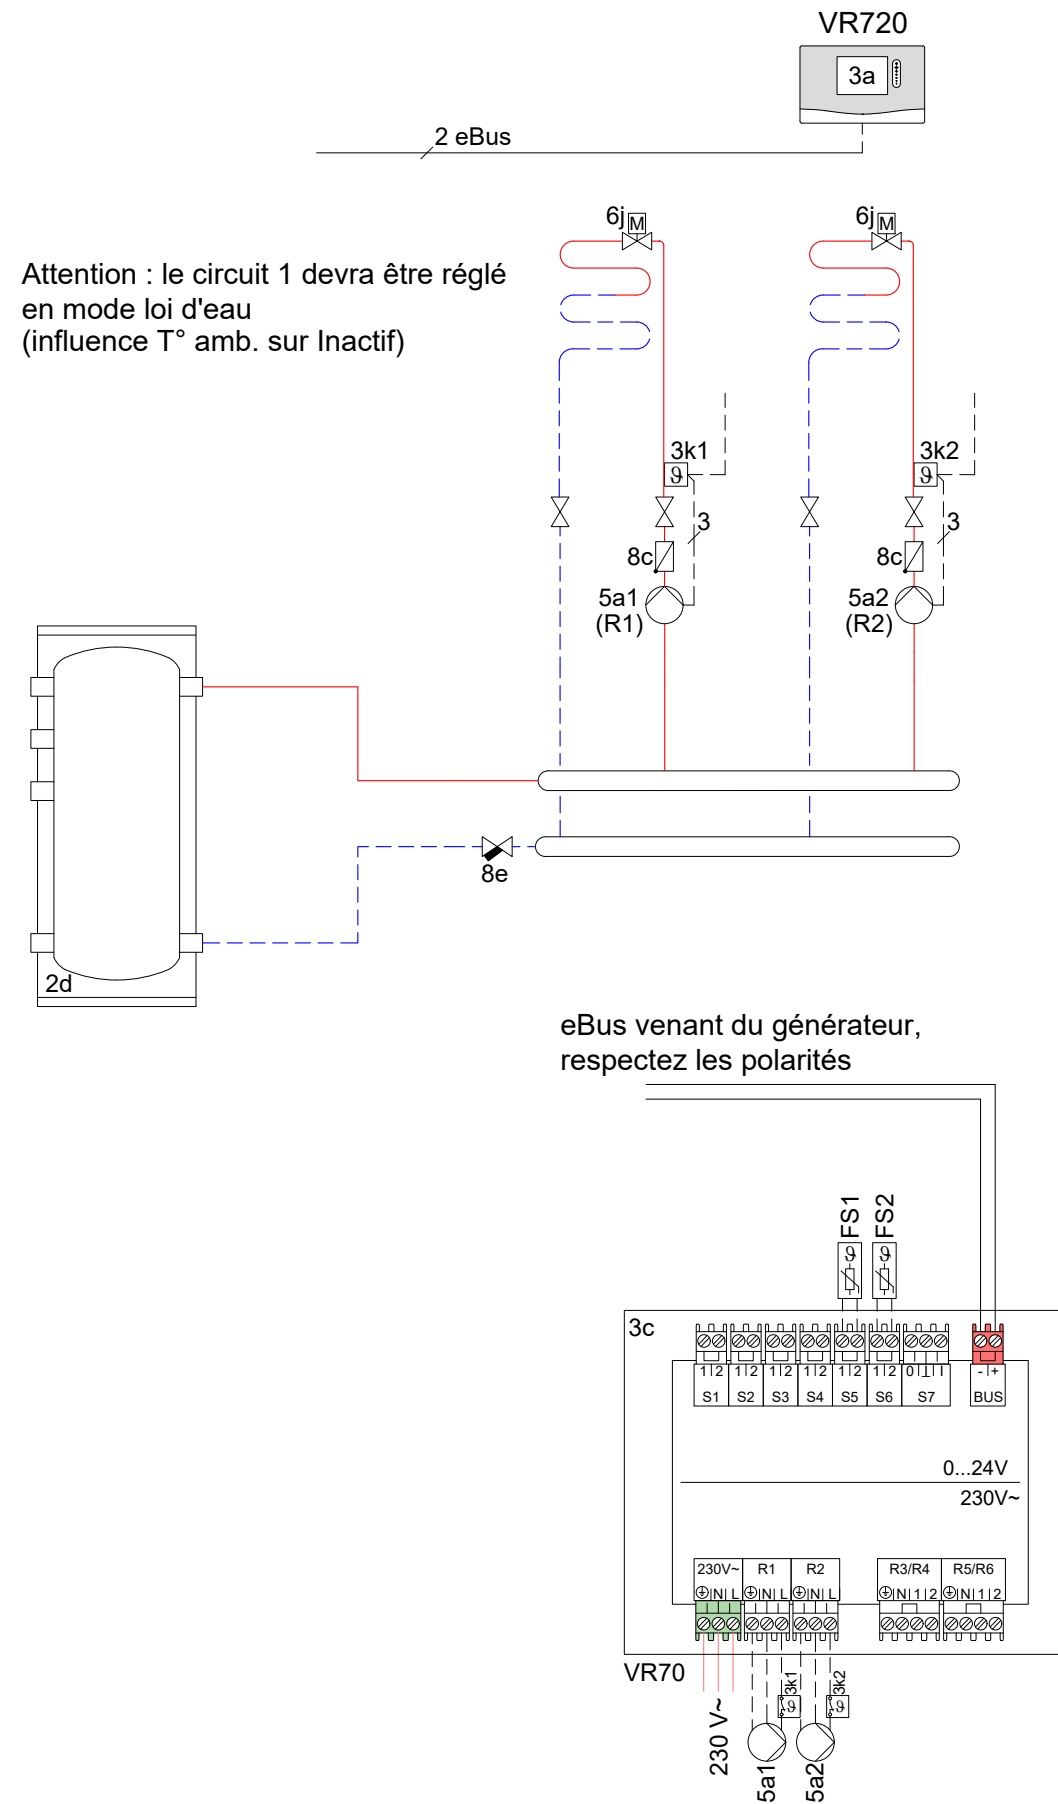 VR720
3a
2 eBus
6j M
6j M
Attention : le circuit 1 devra être réglé
en mode loi d'eau
(influence T° amb. sur Inactif)
3k1
3k2
ϑ
ϑ
3
3
8c
8c
5a1
(R1)
5a2
(R2)
8e
2d
eBus venant du générateur,
respectez les polarités
FS1
FS2
ϑ
ϑ
3c
1 2
1 2
1 2
1 2
1 2
1 2
0 ⊥ I
- +
S1
S2
S3
S4
S5
S6
S7
BUS
0...24V
230V~
230V~
R1
R2
R3/R4
R5/R6
N L
N L
N L
N 1 2
N 1 2
VR70
230 V~
3k1
ϑ
3k2
ϑ
5a1
5a2